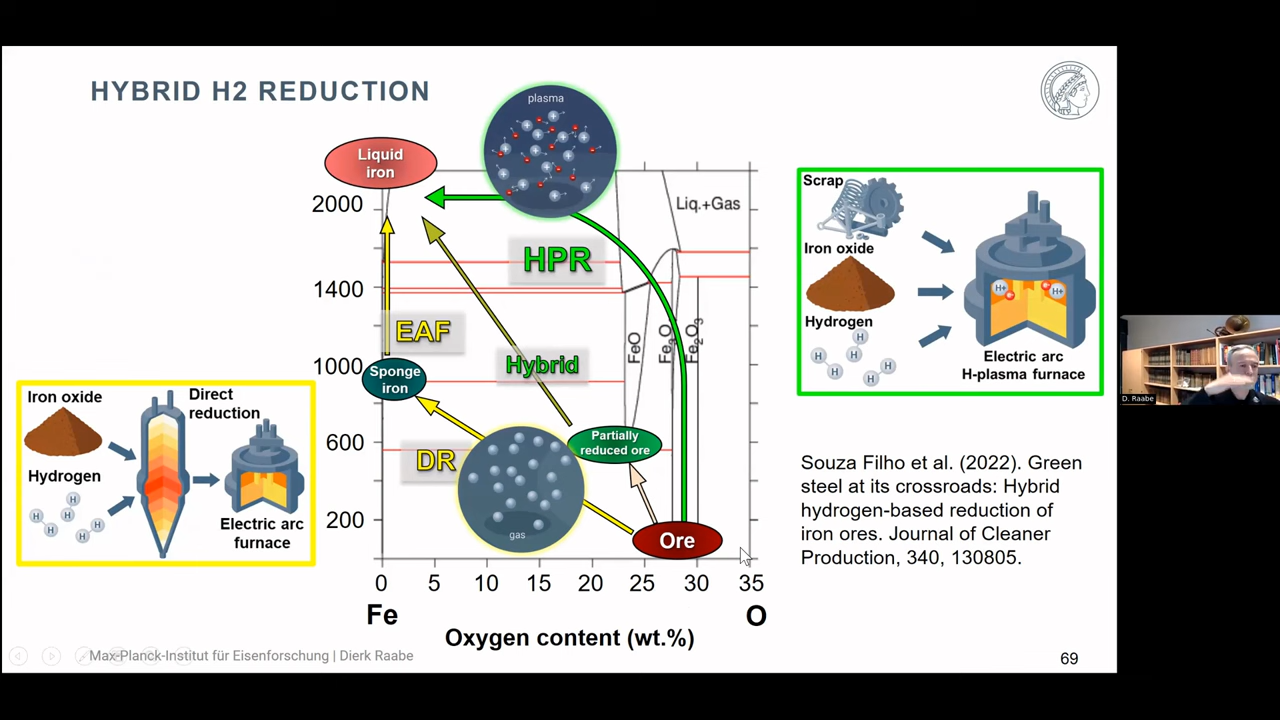 HYBRID H2 REDUCTION
plasma
Liquid
iron
2000
Liq.+Gas
HPR
1400
EAF
FeO
Fe3O4
Fe2O3
1000
Sponge
iron
Hybrid
600
Partially
reduced ore
DR
200
gas
Ore
0 5 10 15 20 25 30 35
Fe
O
Oxygen content (wt.%)
Iron oxide
Direct
reduction
Hydrogen
H
H
H
H
H
H
Electric arc
furnace
Scrap
Iron oxide
Hydrogen
H
H
H
H
H
H
H+
H+
Electric arc
H-plasma furnace
Souza Filho et al. (2022). Green
steel at its crossroads: Hybrid
hydrogen-based reduction of
iron ores. Journal of Cleaner
Production, 340, 130805.
Max-Planck-Institut für Eisenforschung | Dierk Raabe
69
D. Raabe